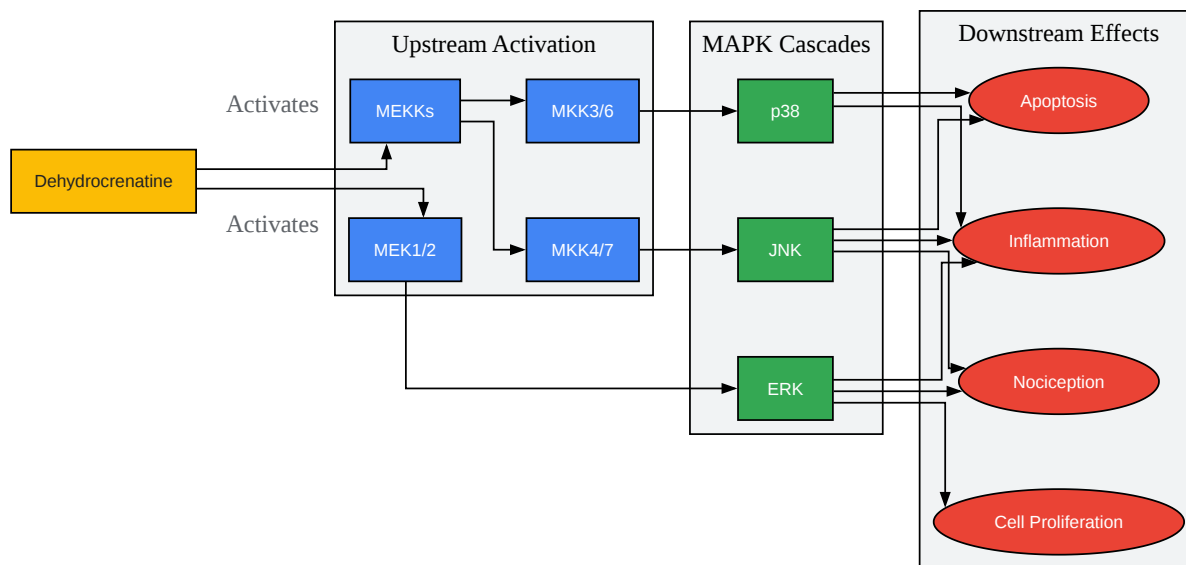 Upstream Activation
MAPK Cascades
Downstream Effects
Activates
MEKKs
MKK3/6
p38
Apoptosis
Dehydrocrenatine
Activates
MEK1/2
MKK4/7
JNK
Inflammation
ERK
Nociception
Cell Proliferation